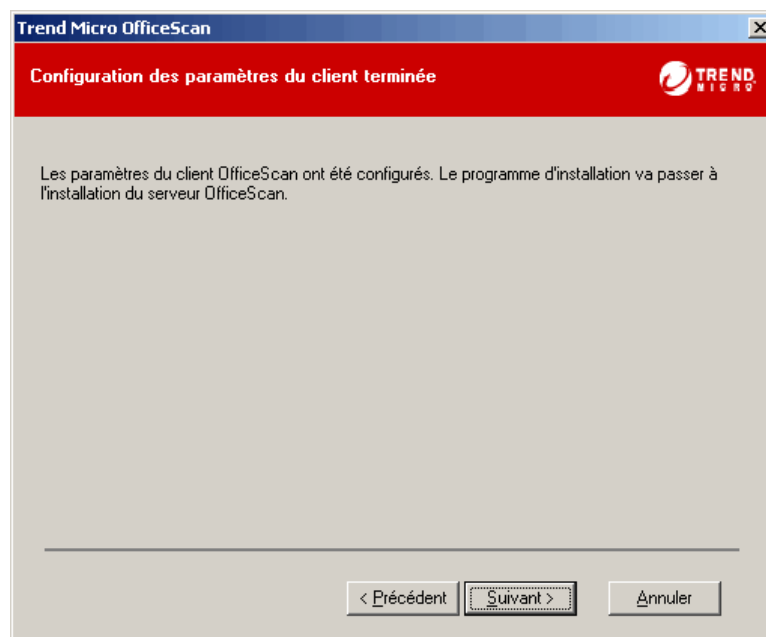 Trend Micro OfficeScan
Configuration des paramètres du client terminée
TREND
MICRO
Les paramètres du client OfficeScan ont été configurés. Le programme d'installation va passer à
l'installation du serveur OfficeScan.
< Précédent
Suivant >
Annuler